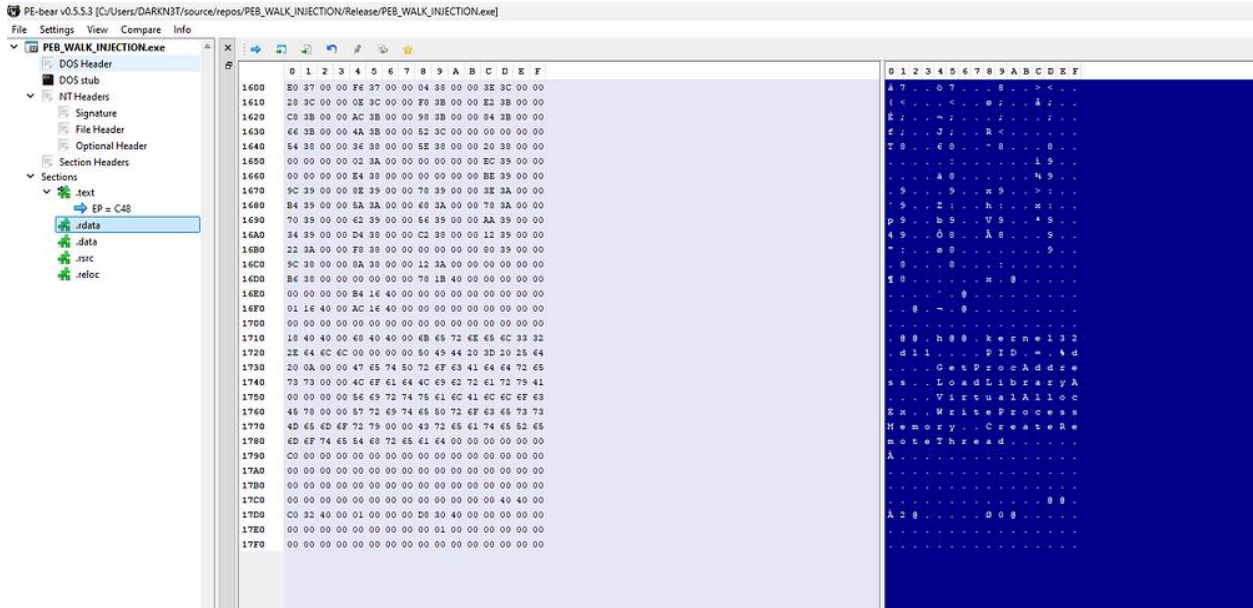 PE-bear v0.5.5.3 [C:/Users/DARKN3T/source/repos/PEB_WALK_INJECTION/Release/PEB_WALK_INJECTION.exe]
File Settings View Compare Info
PEB_WALK_INJECTION.exe
DOS Header
DOS stub
NT Headers
Signature
File Header
Optional Header
Section Headers
Sections
.text
EP = C48
.rdata
.data
.rsrc
.reloc
0 1 2 3 4 5 6 7 8 9 A B C D E F
1600 E0 37 00 00 F6 37 00 00 04 38 00 00 3E 3C 00 00
1610 28 3C 00 00 0E 3C 00 00 F8 3B 00 00 E2 3B 00 00
1620 C8 3B 00 00 AC 3B 00 00 98 3B 00 00 84 3B 00 00
1630 66 3B 00 00 4A 3B 00 00 52 3C 00 00 00 00 00 00
1640 54 38 00 00 36 38 00 00 5E 38 00 00 20 38 00 00
1650 00 00 00 00 02 3A 00 00 00 00 00 00 EC 39 00 00
1660 00 00 00 00 E4 38 00 00 00 00 00 00 BE 39 00 00
1670 9C 39 00 00 8E 39 00 00 78 39 00 00 3E 3A 00 00
1680 B4 39 00 00 5A 3A 00 00 68 3A 00 00 78 3A 00 00
1690 70 39 00 00 62 39 00 00 56 39 00 00 AA 39 00 00
16A0 34 39 00 00 D4 38 00 00 C2 38 00 00 12 39 00 00
16B0 22 3A 00 00 F8 38 00 00 00 00 00 00 80 39 00 00
16C0 9C 38 00 00 8A 38 00 00 12 3A 00 00 00 00 00 00
16D0 B6 38 00 00 00 00 00 00 78 1B 40 00 00 00 00 00
16E0 00 00 00 00 B4 16 40 00 00 00 00 00 00 00 00 00
16F0 01 16 40 00 AC 16 40 00 00 00 00 00 00 00 00 00
1700 00 00 00 00 00 00 00 00 00 00 00 00 00 00 00 00
1710 18 40 40 00 68 40 40 00 6B 65 72 6E 65 6C 33 32
1720 2E 64 6C 6C 00 00 00 00 50 49 44 20 3D 20 25 64
1730 20 0A 00 00 47 65 74 50 72 6F 63 41 64 64 72 65
1740 73 73 00 00 4C 6F 61 64 4C 69 62 72 61 72 79 41
1750 00 00 00 00 56 69 72 74 75 61 6C 41 6C 6C 6F 63
1760 45 78 00 00 57 72 69 74 65 50 72 6F 63 65 73 73
1770 4D 65 6D 6F 72 79 00 00 43 72 65 61 74 65 52 65
1780 6D 6F 74 65 54 68 72 65 61 64 00 00 00 00 00 00
1790 C0 00 00 00 00 00 00 00 00 00 00 00 00 00 00 00
17A0 00 00 00 00 00 00 00 00 00 00 00 00 00 00 00 00
17B0 00 00 00 00 00 00 00 00 00 00 00 00 00 00 00 00
17C0 00 00 00 00 00 00 00 00 00 00 00 00 40 40 00
17D0 C0 32 40 00 01 00 00 00 D8 30 40 00 00 00 00 00
17E0 00 00 00 00 00 00 00 00 01 00 00 00 00 00 00
17F0 00 00 00 00 00 00 00 00 00 00 00 00 00 00 00 00
0 1 2 3 4 5 6 7 8 9 A B C D E F
. @ @ . h @ @ . k e r n e l 3 2
. d l l . . . . P I D . = . % d
. . . . G e t P r o c A d d r e
s s . . L o a d L i b r a r y A
. . . . V i r t u a l A l l o c
E x . . W r i t e P r o c e s s
M e m o r y . . C r e a t e R e
m o t e T h r e a d . . . . . .